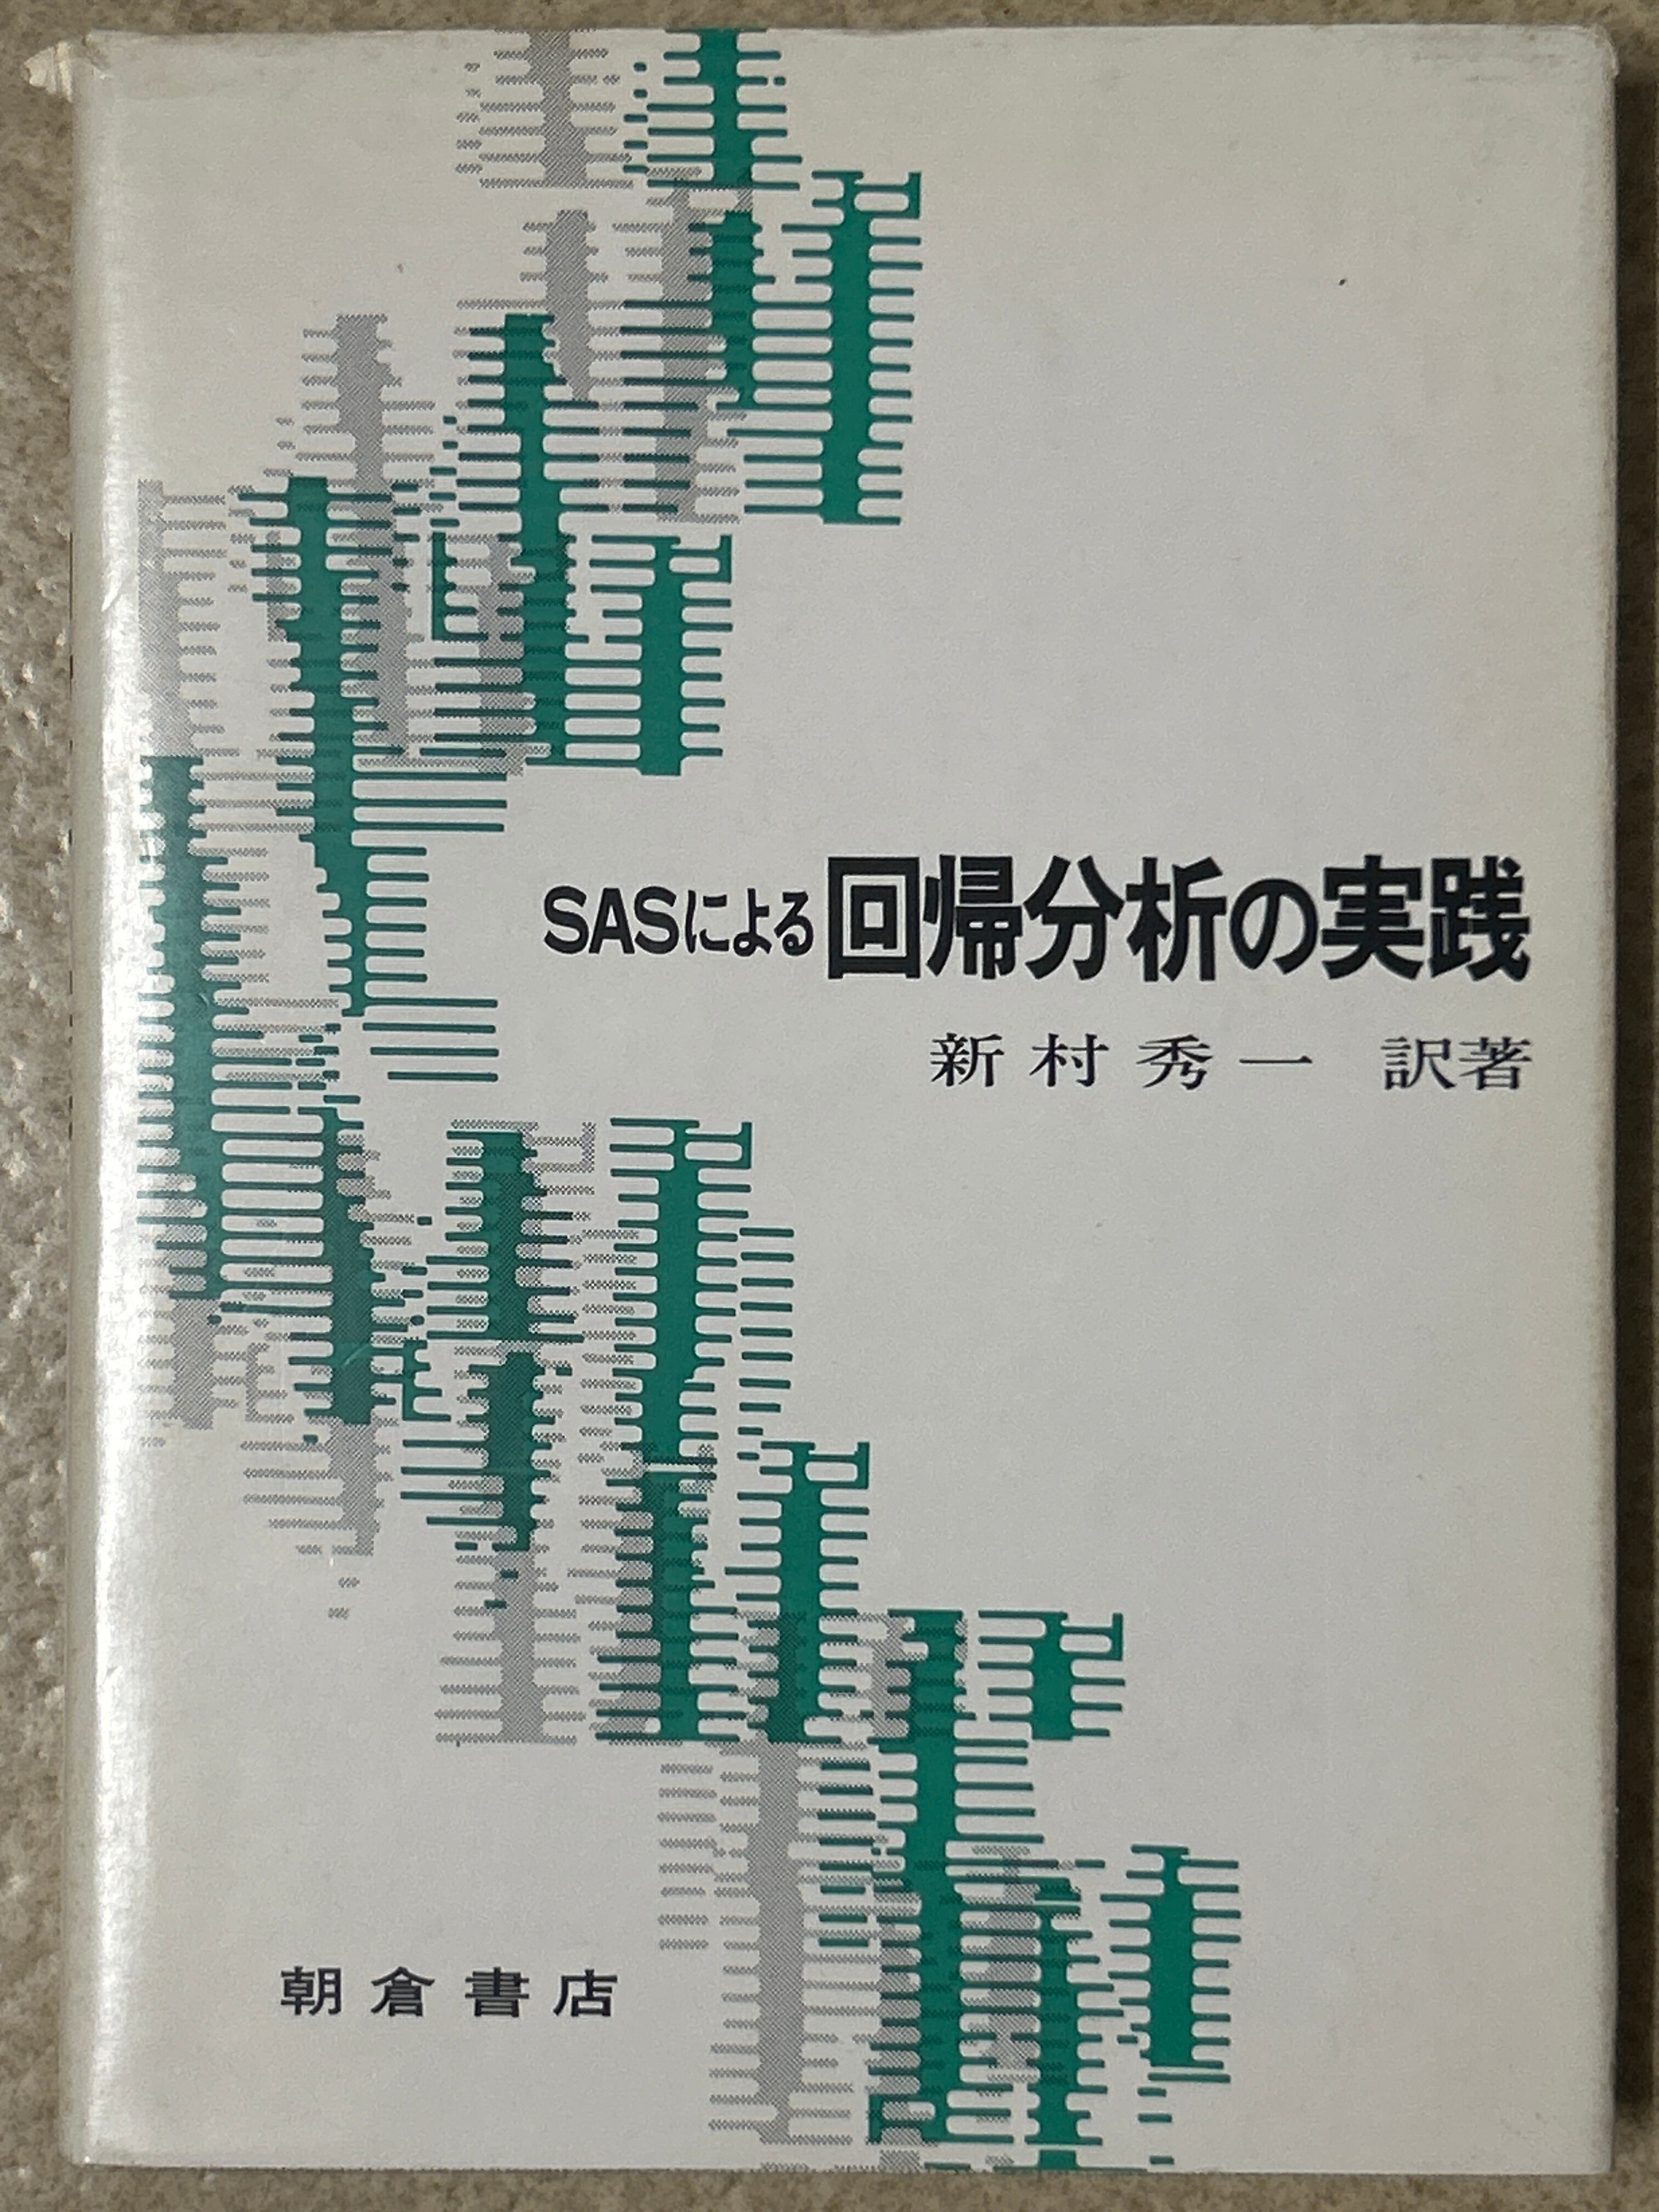 SASによる回帰分析の実践
新村秀一 訳著
朝倉書店